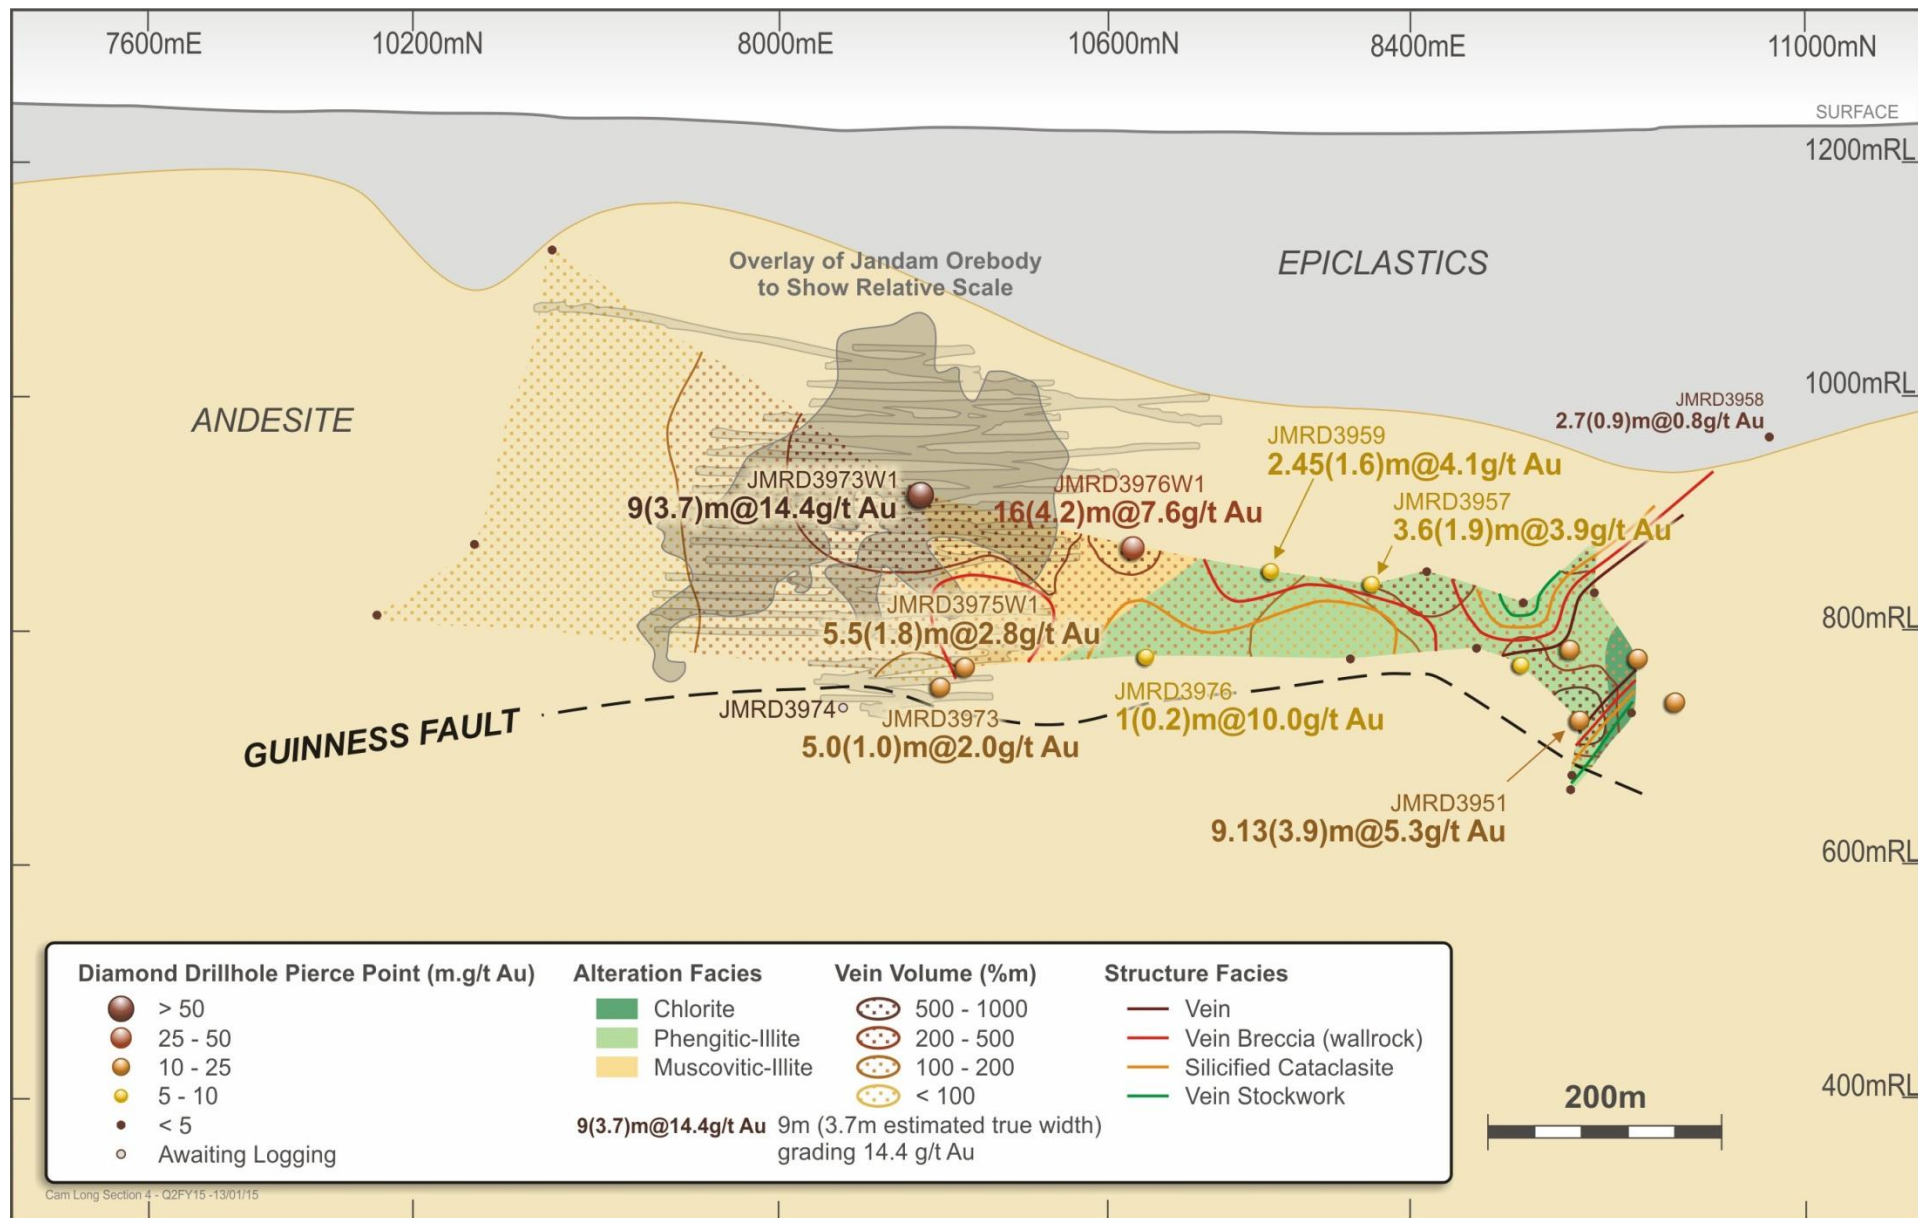 7600mE
10200mN
8000mE
10600mN
8400mE
11000mN
SURFACE
1200mRL
Overlay of Jandam Orebody
to Show Relative Scale
EPICLASTICS
1000mRL
ANDESITE
JMRD3958
2.7(0.9)m@0.8g/t Au
JMRD3959
2.45(1.6)m@4.1g/t Au
JMRD3973W1
9(3.7)m@14.4g/t Au
JMRD3976W1
16(4.2)m@7.6g/t Au
JMRD3957
3.6(1.9)m@3.9g/t Au
JMRD3975W1
5.5(1.8)m@2.8g/t Au
800mRL
JMRD3974
JMRD3973
5.0(1.0)m@2.0g/t Au
JMRD3976
1(0.2)m@10.0g/t Au
GUINNESS FAULT
JMRD3951
9.13(3.9)m@5.3g/t Au
600mRL
Diamond Drillhole Pierce Point (m.g/t Au)
> 50
25 - 50
10 - 25
5 - 10
< 5
Awaiting Logging
Alteration Facies
Chlorite
Phengitic-Illite
Muscovitic-Illite
Vein Volume (%m)
500 - 1000
200 - 500
100 - 200
< 100
9(3.7)m@14.4g/t Au 9m (3.7m estimated true width)
grading 14.4 g/t Au
Structure Facies
Vein
Vein Breccia (wallrock)
Silicified Cataclasite
Vein Stockwork
400mRL
200m
Cam Long Section 4 - Q2FY15 -13/01/15